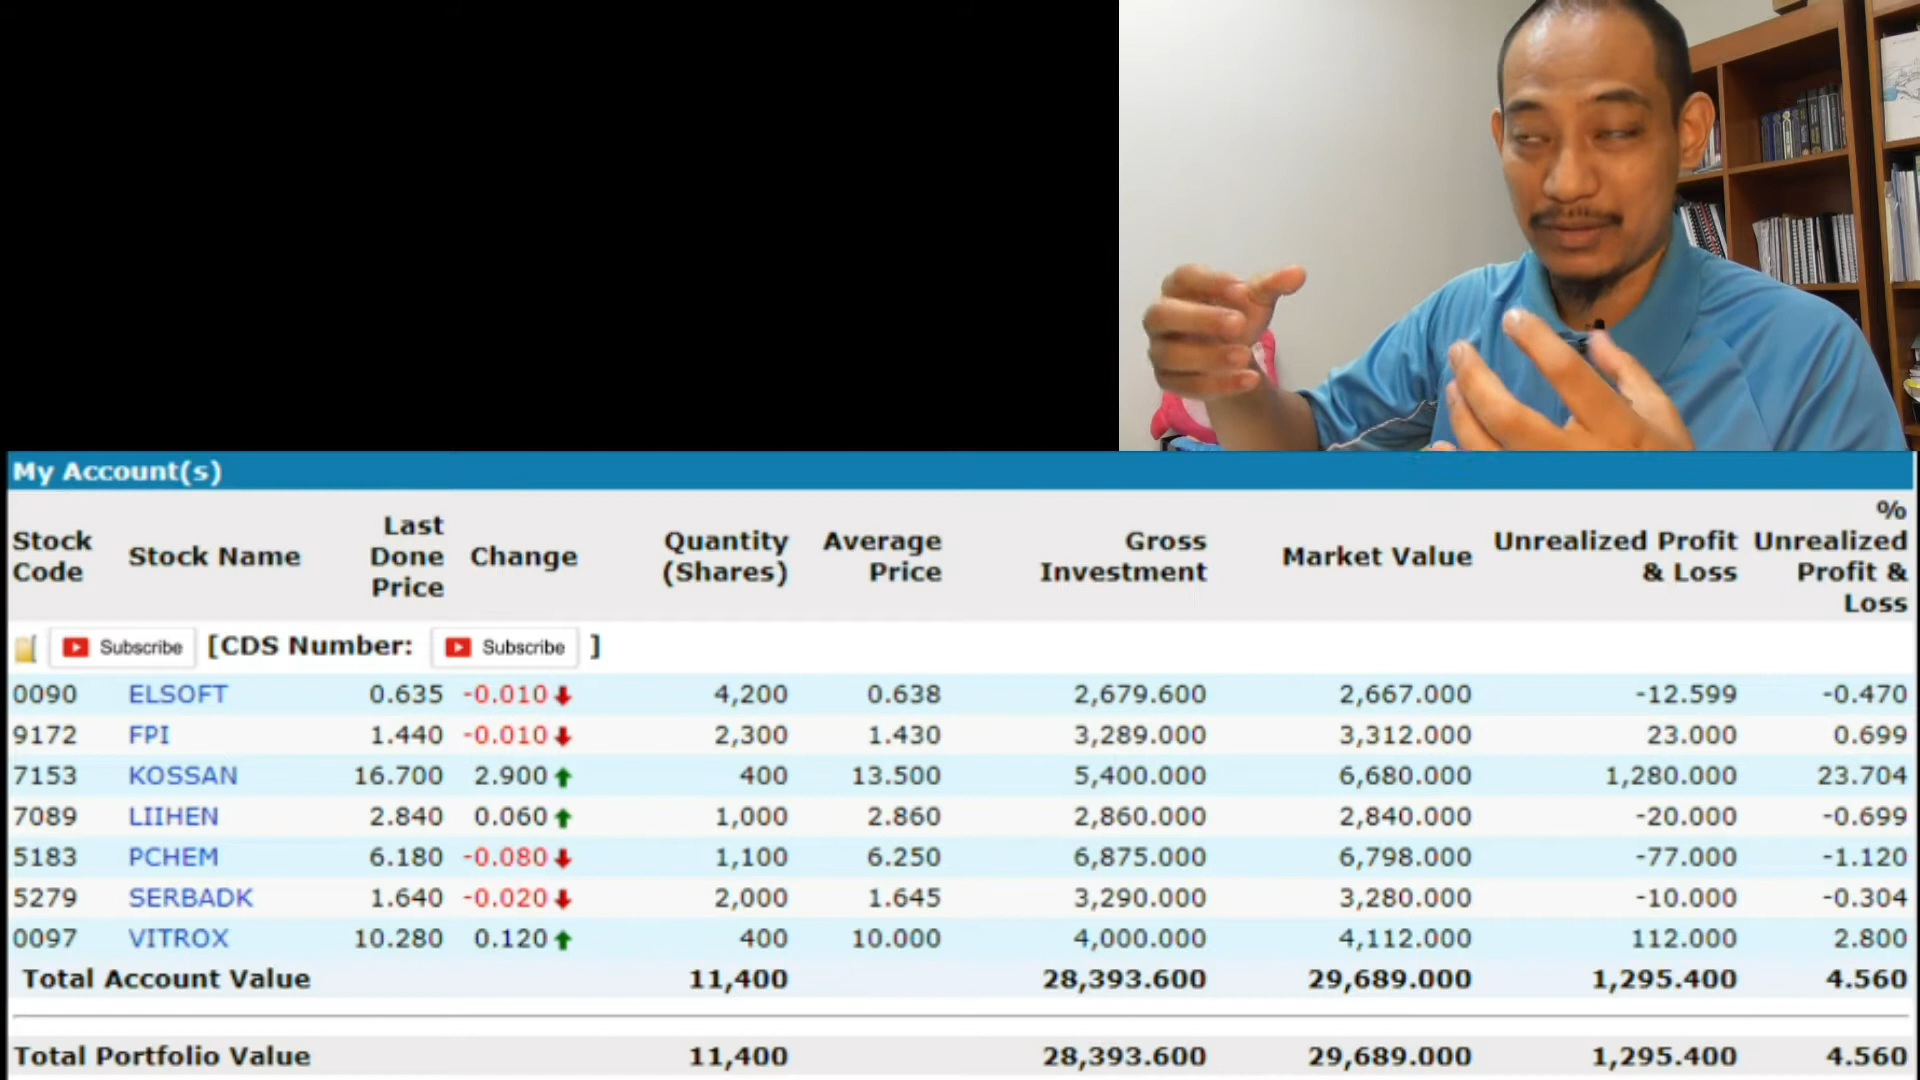 My Account(s)
Stock Code Stock Name Last Done Price Change Quantity (Shares) Average Price Gross Investment Market Value Unrealized Profit & Loss % Unrealized Profit & Loss
Subscribe [CDS Number: Subscribe ]
0090 ELSOFT 0.635 -0.010 4,200 0.638 2,679.600 2,667.000 -12.599 -0.470
9172 FPI 1.440 -0.010 2,300 1.430 3,289.000 3,312.000 23.000 0.699
7153 KOSSAN 16.700 2.900 400 13.500 5,400.000 6,680.000 1,280.000 23.704
7089 LIIHEN 2.840 0.060 1,000 2.860 2,860.000 2,840.000 -20.000 -0.699
5183 PCHEM 6.180 -0.080 1,100 6.250 6,875.000 6,798.000 -77.000 -1.120
5279 SERBADK 1.640 -0.020 2,000 1.645 3,290.000 3,280.000 -10.000 -0.304
0097 VITROX 10.280 0.120 400 10.000 4,000.000 4,112.000 112.000 2.800
Total Account Value 11,400 28,393.600 29,689.000 1,295.400 4.560
Total Portfolio Value 11,400 28,393.600 29,689.000 1,295.400 4.560